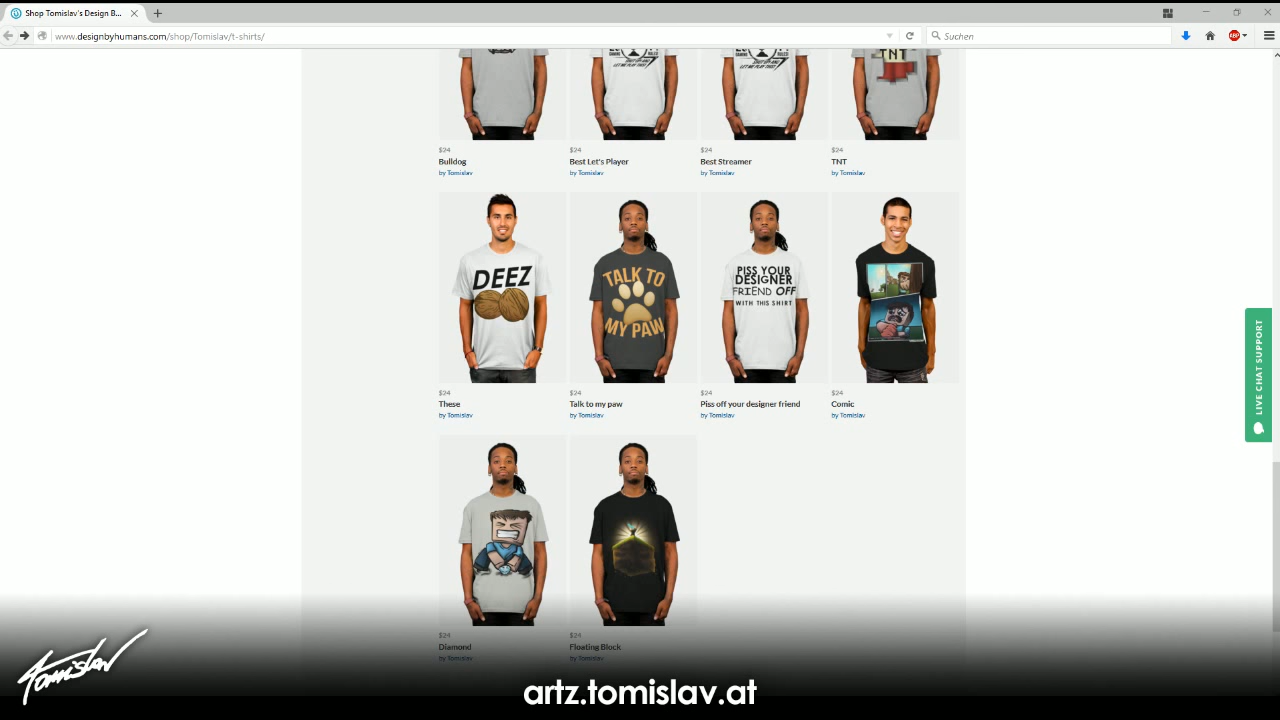 Shop Tomislav's Design B...
www.designbyhumans.com/shop/Tomislav/t-shirts/
Suchen
ABP
TNT
$24
Bulldog
by Tomislav
$24
Best Let's Player
by Tomislav
$24
Best Streamer
by Tomislav
$24
TNT
by Tomislav
DEEZ
TALK TO
MY PAW
PISS YOUR
DESIGNER
FRIEND OFF
WITH THIS SHIRT
$24
These
by Tomislav
$24
Talk to my paw
by Tomislav
$24
Piss off your designer friend
by Tomislav
$24
Comic
by Tomislav
LIVE CHAT SUPPORT
$24
Diamond
by Tomislav
$24
Floating Block
by Tomislav
Tomislav
artz.tomislav.at